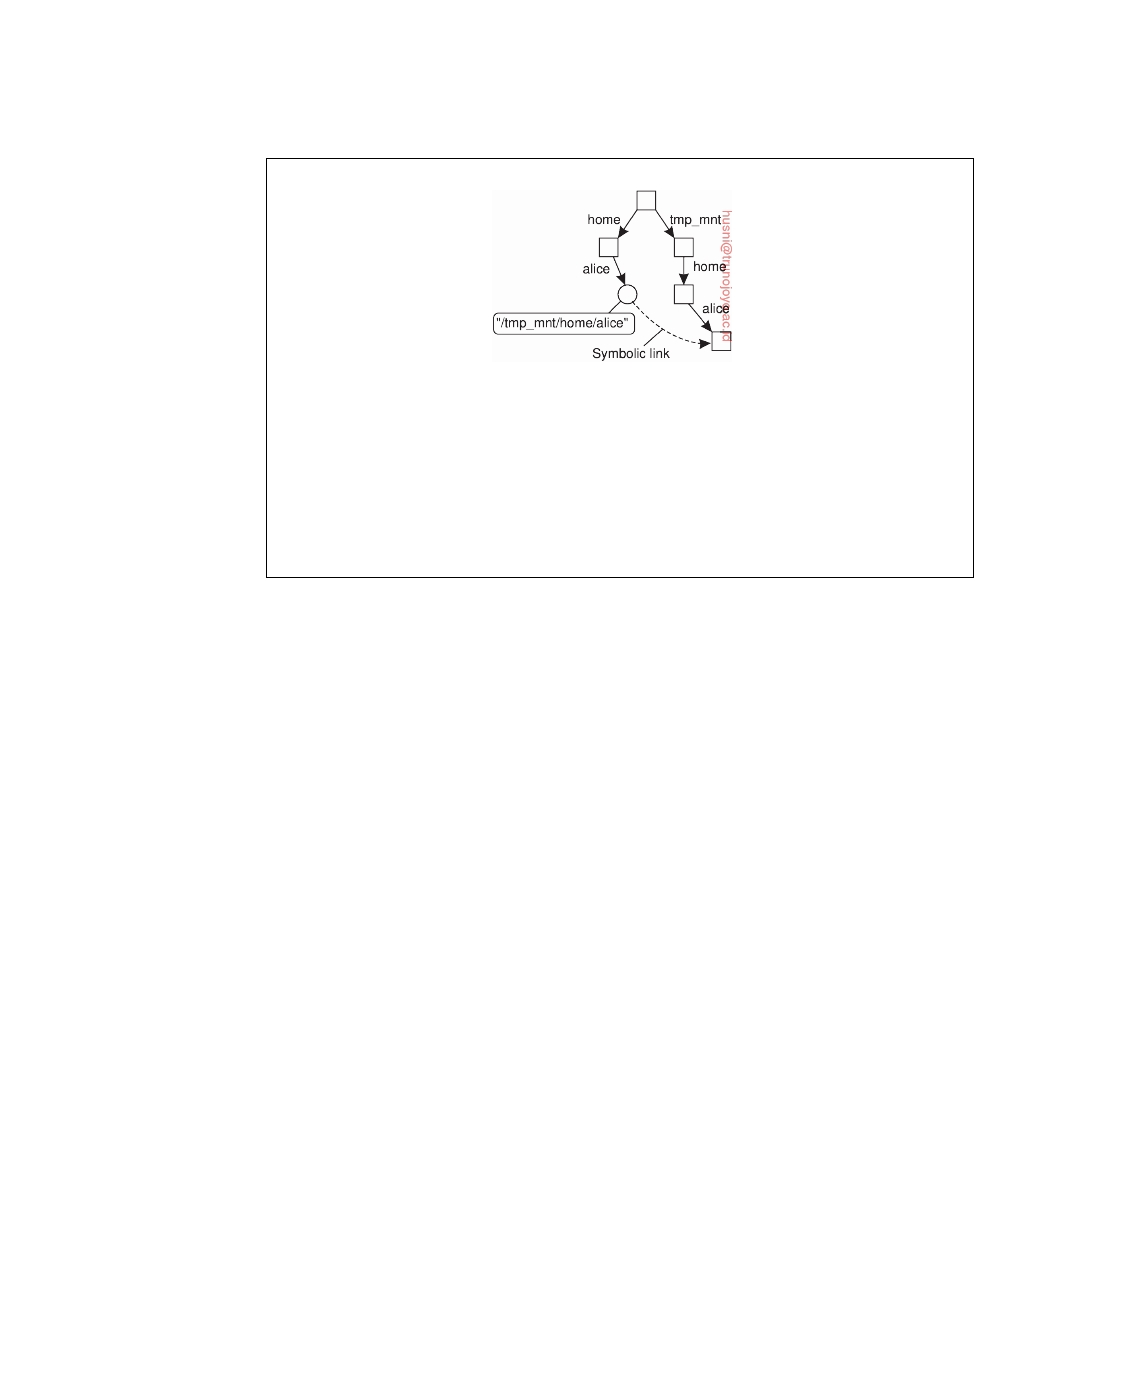 home
tmp_mnt
alice
home
alice
"/tmp_mnt/home/alice"
Symbolic link
husni@trunojoyo.ac.id